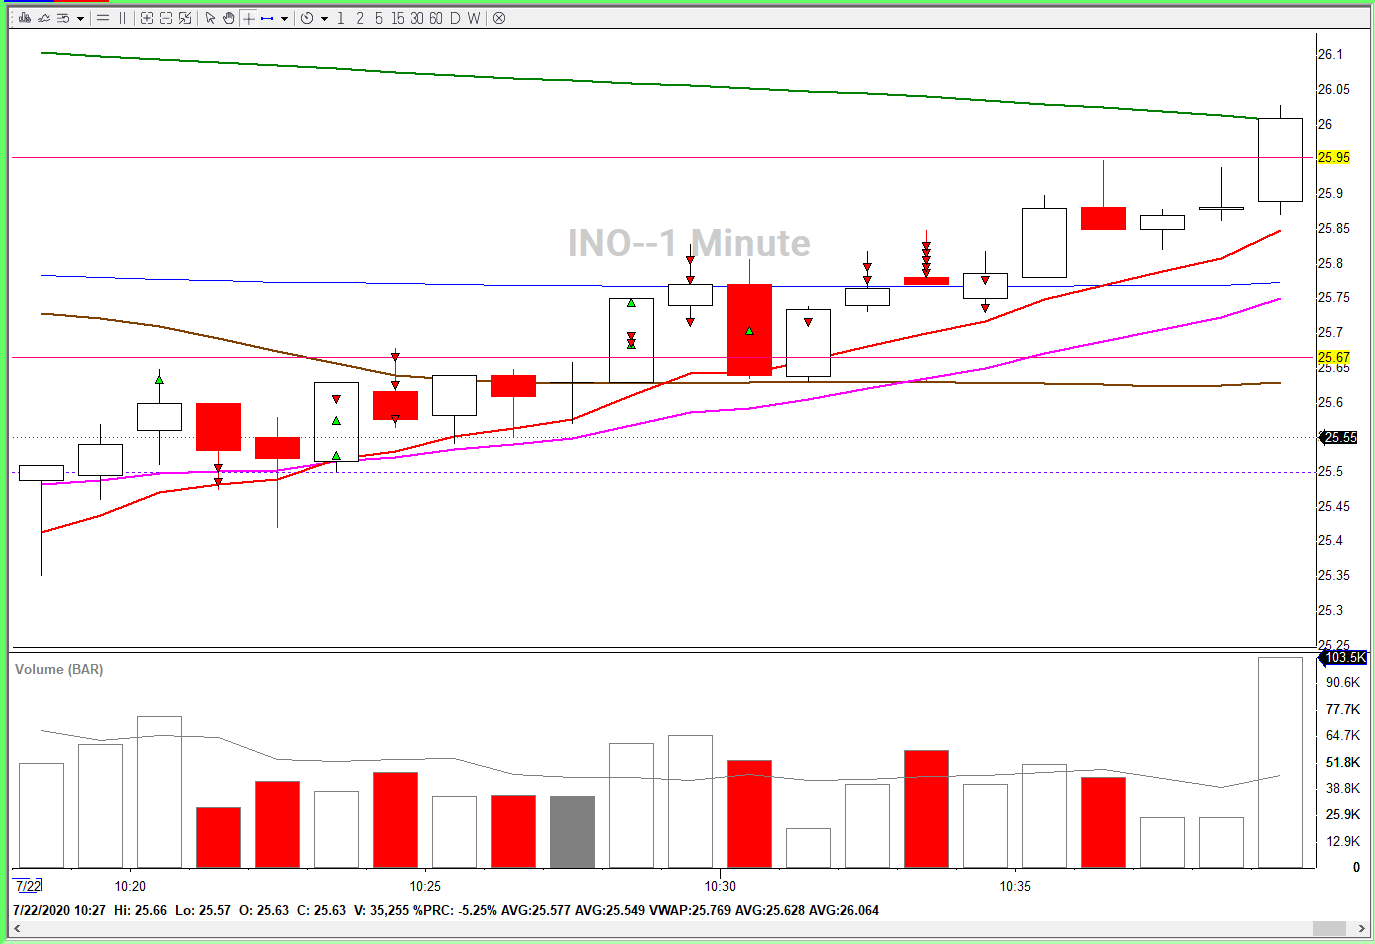 1 2 5 15 30 60 D W
INO--1 Minute
26.1
26.05
26
25.95
25.9
25.85
25.8
25.75
25.7
25.67
25.65
25.6
25.55
25.5
25.45
25.4
25.35
25.3
25.25
Volume (BAR)
103.5K
90.6K
77.7K
64.7K
51.8K
38.8K
25.9K
12.9K
0
7/22 10:20 10:25 10:30 10:35
7/22/2020 10:27 Hi: 25.66 Lo: 25.57 O: 25.63 C: 25.63 V: 35,255 %PRC: -5.25% AVG:25.577 AVG:25.549 VWAP:25.769 AVG:25.628 AVG:26.064